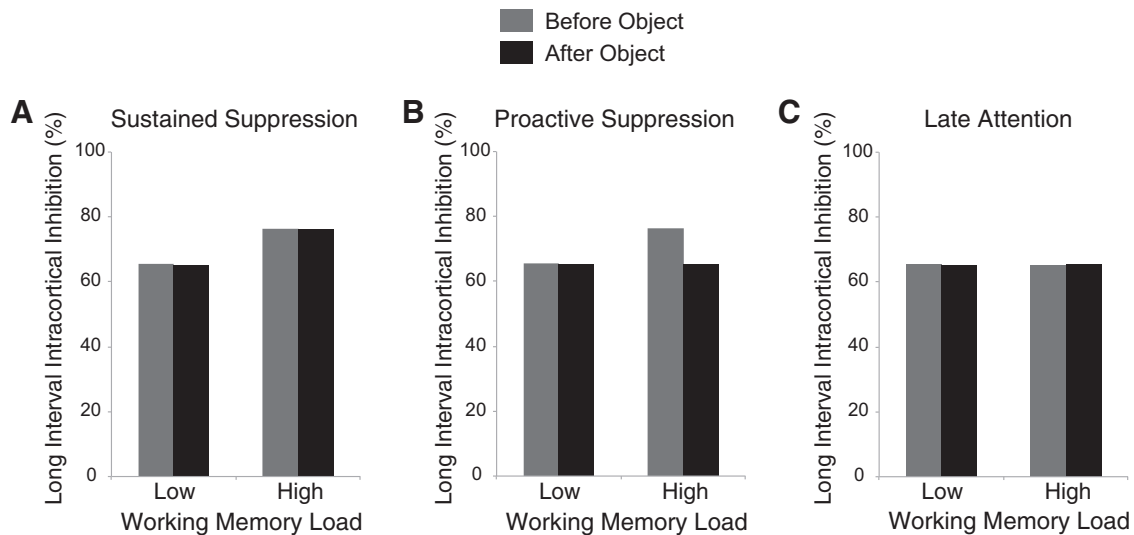 Before Object
After Object
A
Sustained Suppression
Long Interval Intracortical Inhibition (%)
100
80
60
40
20
0
Low
High
Working Memory Load
B
Proactive Suppression
Long Interval Intracortical Inhibition (%)
100
80
60
40
20
0
Low
High
Working Memory Load
C
Late Attention
Long Interval Intracortical Inhibition (%)
100
80
60
40
20
0
Low
High
Working Memory Load